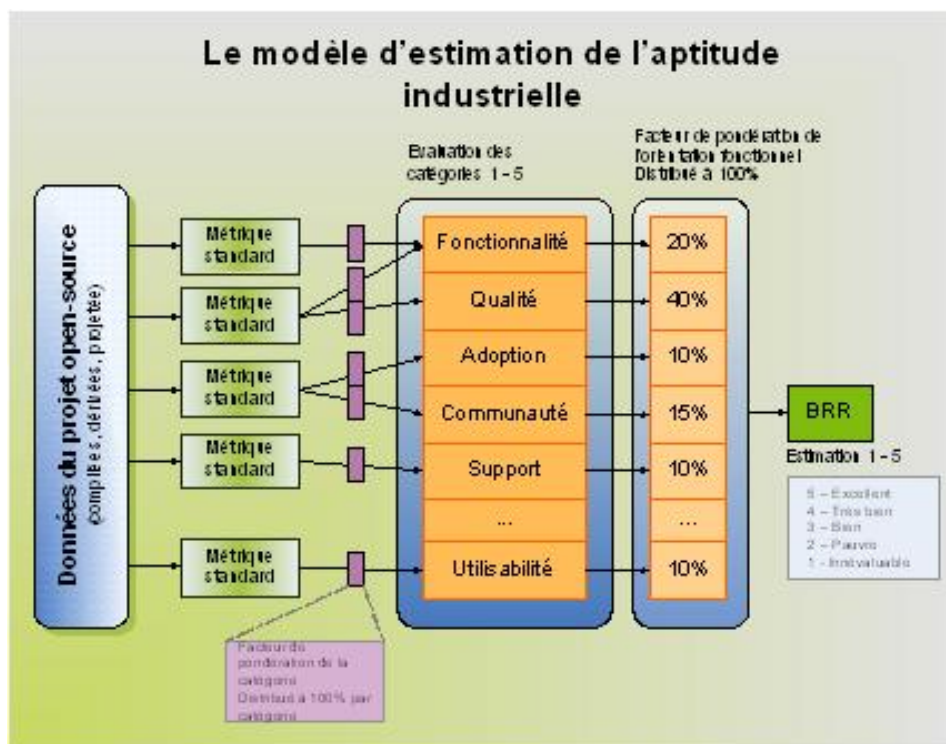 Le modèle d'estimation de l'aptitude
industrielle
Evaluation des
catégories 1 - 5
Facteur de pondération de
l'orientation fonctionnel
Distribué à 100%
Données du projet open-source
(compilées, dérivées, projetée)
Métrique
standard
Métrique
standard
Métrique
standard
Métrique
standard
Métrique
standard
Fonctionnalité
Qualité
Adoption
Communauté
Support
...
Utilisabilité
20%
40%
10%
15%
10%
...
10%
BRR
Estimation 1 - 5
5 – Excellent
4 – Très bien
3 – Bien
2 – Pauvre
1 - Innévaluable
Facteur de
pondération de la
catégorie
Distribué à 100% par
catégorie